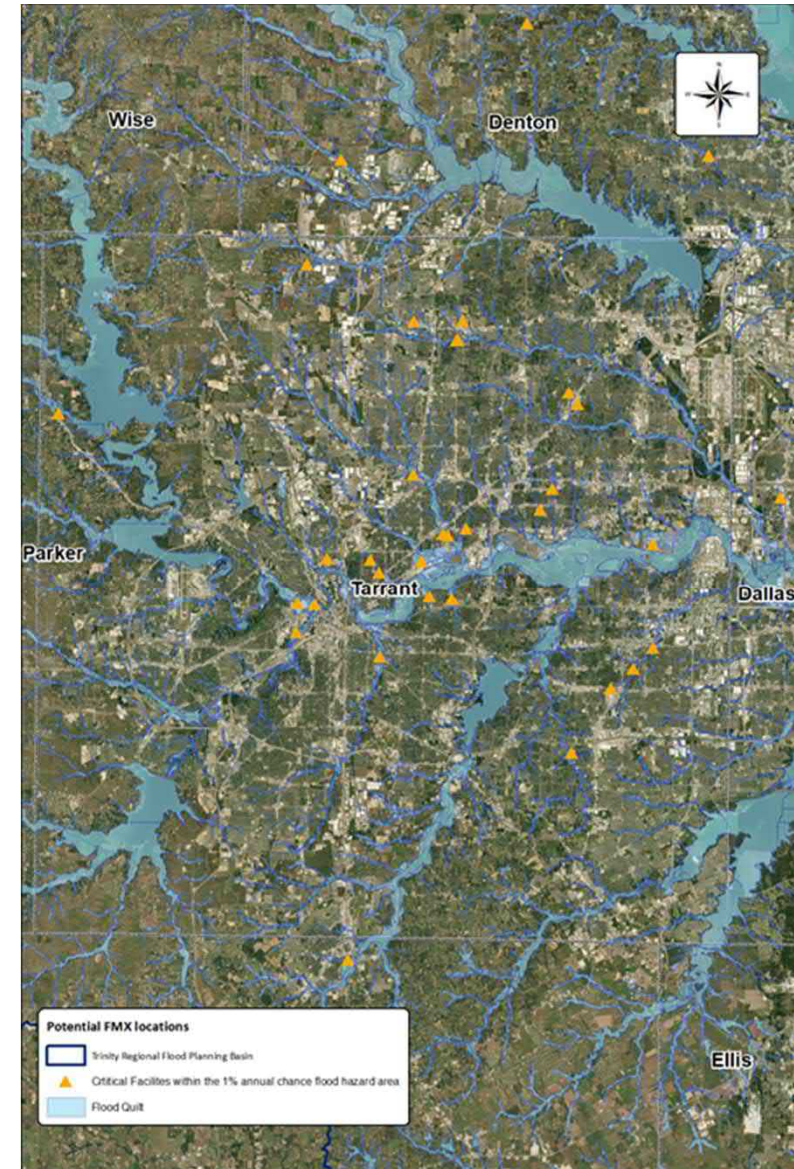 Wise
Denton
N
W E
S
Parker
Tarrant
Dallas
Ellis
Potential FMX locations
Trinity Regional Flood Planning Basin
Critical Facilites within the 1% annual chance flood hazard area
Flood Quilt